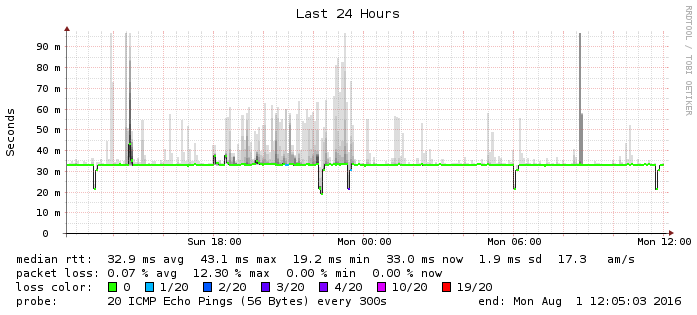 Last 24 Hours
RRDTOOL / TOBI OETIKER
Seconds
90 m
80 m
70 m
60 m
50 m
40 m
30 m
20 m
10 m
0
Sun 18:00 Mon 00:00 Mon 06:00 Mon 12:00
median rtt: 32.9 ms avg 43.1 ms max 19.2 ms min 33.0 ms now 1.9 ms sd 17.3 am/s
packet loss: 0.07 % avg 12.30 % max 0.00 % min 0.00 % now
loss color: 0 1/20 2/20 3/20 4/20 10/20 19/20
probe: 20 ICMP Echo Pings (56 Bytes) every 300s end: Mon Aug 1 12:05:03 2016